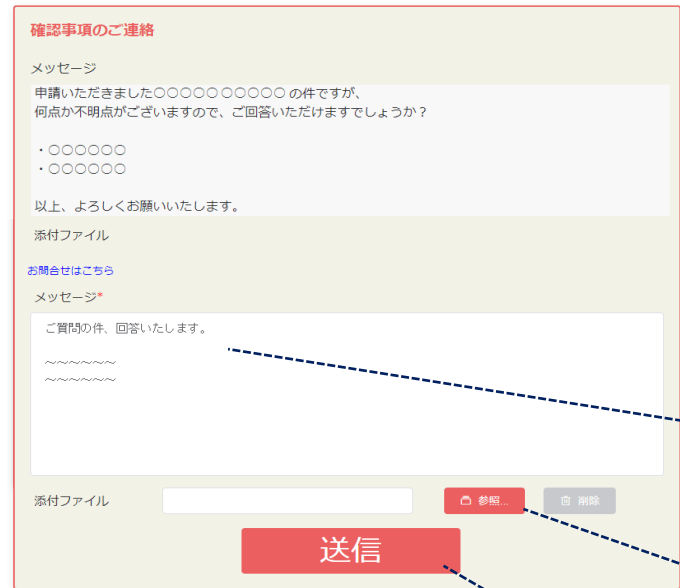 確認事項のご連絡
メッセージ
申請いただきました○○○○○ ○○○○○ の件ですが、
何点か不明点がございますので、ご回答いただけますでしょうか？
・○○○○○○
・○○○○○○
以上、よろしくお願いいたします。
添付ファイル
お問合せはこちら
メッセージ*
ご質問の件、回答いたします。
～～～～～～
～～～～～～
添付ファイル 参照... 削除
送信